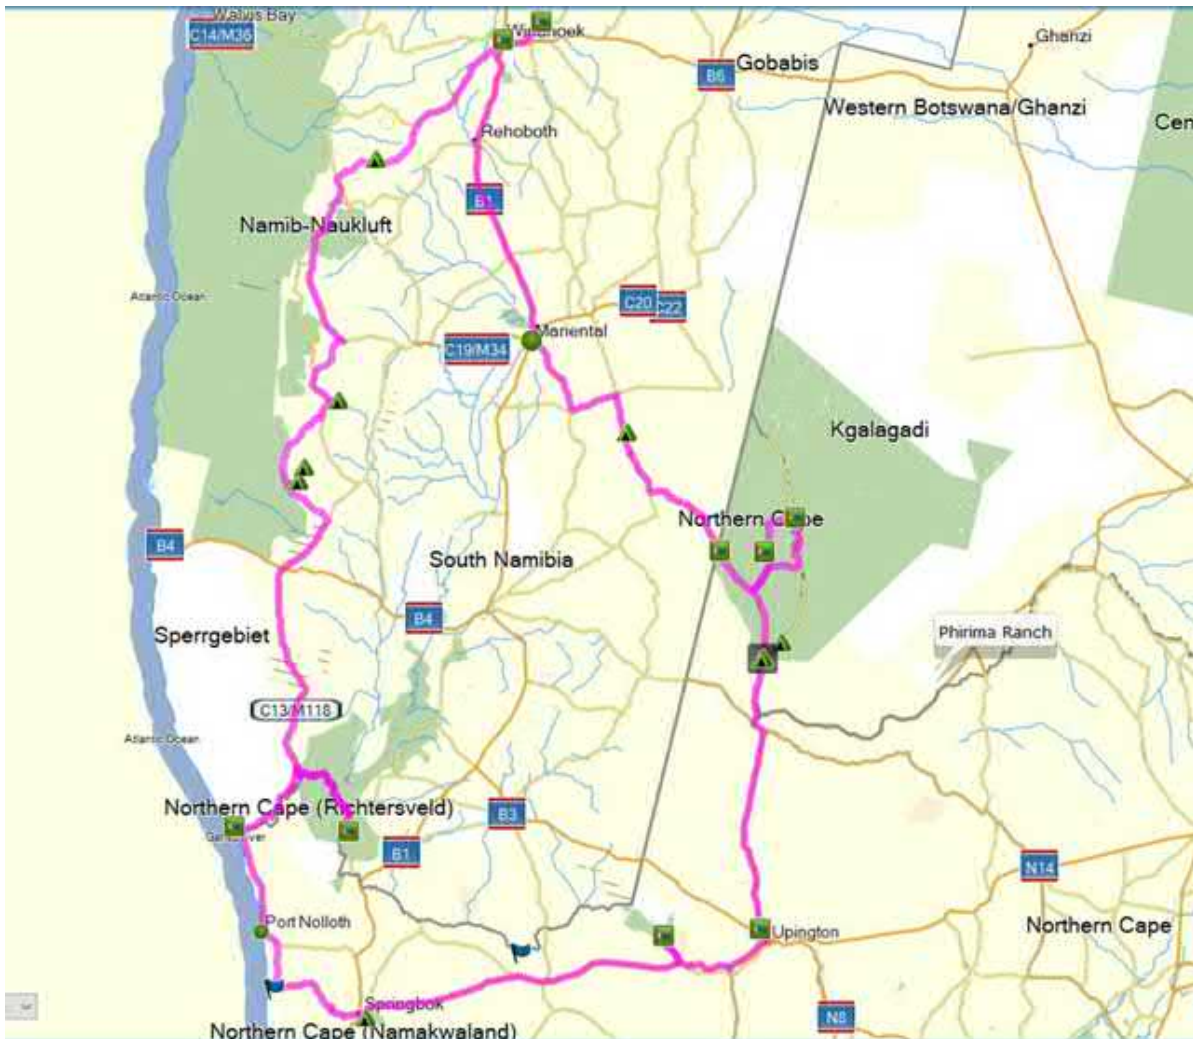 Walvis Bay
C14/M36
Windhoek
Ghanzi
Gobabis
B6
Western Botswana/Ghanzi
Cen
Rehoboth
B1
Namib-Naukluft
Atlantic Ocean
C20
C22
Mariental
C19/M34
Kgalagadi
Northern Cape
B4
South Namibia
B4
Sperrgebiet
Phirima Ranch
C13/M118
Atlantic Ocean
Northern Cape (Richtersveld)
B3
B1
N14
Port Nolloth
Upington
Northern Cape
Springbok
N8
Northern Cape (Namakwaland)